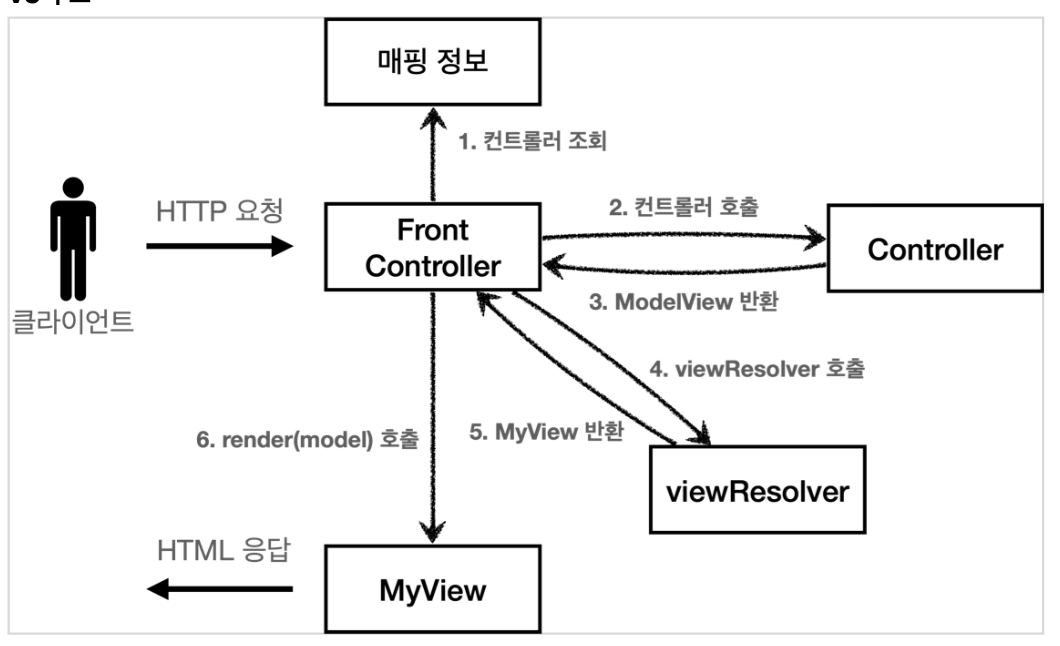 매핑 정보
1. 컨트롤러 조회
HTTP 요청
Front
Controller
2. 컨트롤러 호출
Controller
3. ModelView 반환
클라이언트
4. viewResolver 호출
5. MyView 반환
6. render(model) 호출
viewResolver
HTML 응답
MyView